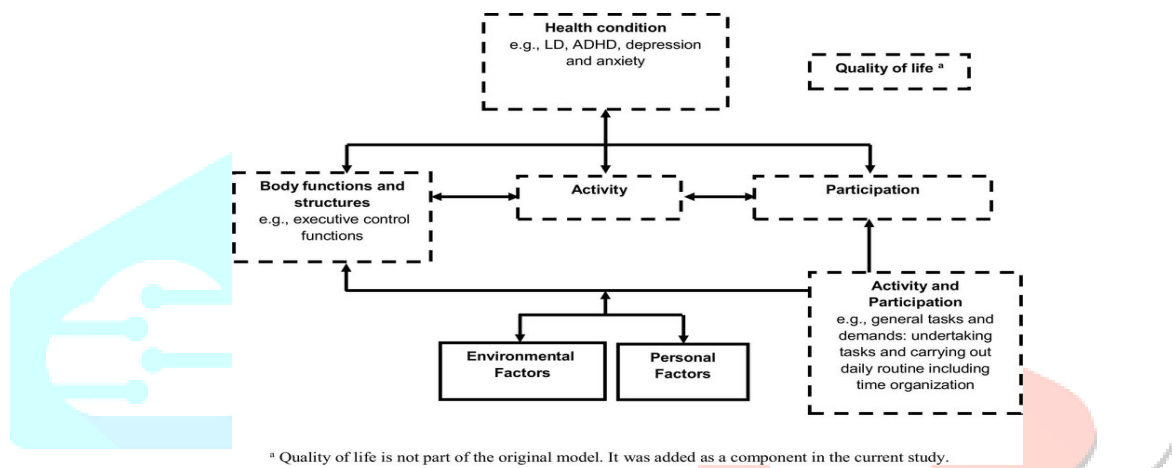 Health condition
e.g., LD, ADHD, depression
and anxiety
Quality of life ᵃ
Body functions and
structures
e.g., executive control
functions
Activity
Participation
Activity and
Participation
e.g., general tasks and
demands: undertaking
tasks and carrying out
daily routine including
time organization
Environmental
Factors
Personal
Factors
ᵃ Quality of life is not part of the original model. It was added as a component in the current study.